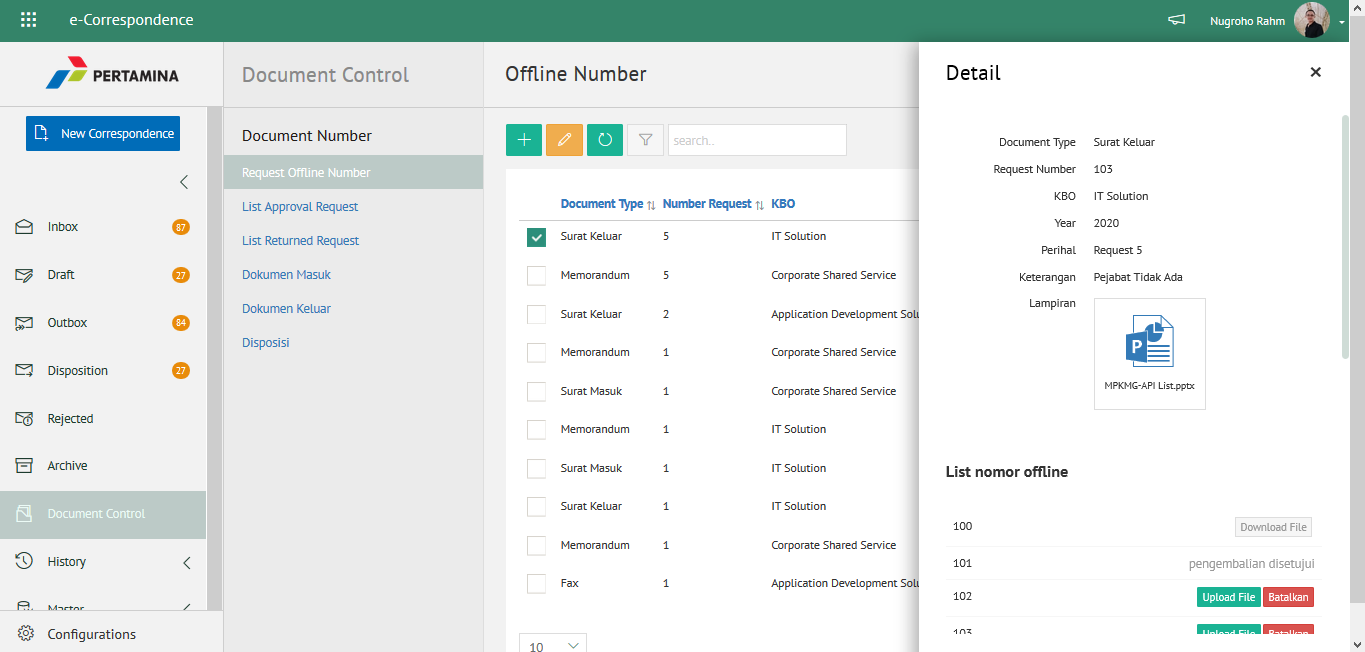 e-Correspondence
Nugroho Rahm
PERTAMINA
New Correspondence
Inbox 87
Draft 27
Outbox 84
Disposition 27
Rejected
Archive
Document Control
History
Master
Configurations
Document Control
Document Number
Request Offline Number
List Approval Request
List Returned Request
Dokumen Masuk
Dokumen Keluar
Disposisi
Offline Number
search..
Document Type Number Request KBO
Surat Keluar 5 IT Solution
Memorandum 5 Corporate Shared Service
Surat Keluar 2 Application Development Solu
Memorandum 1 Corporate Shared Service
Surat Masuk 1 Corporate Shared Service
Memorandum 1 IT Solution
Surat Masuk 1 IT Solution
Surat Keluar 1 IT Solution
Memorandum 1 Corporate Shared Service
Fax 1 Application Development Solu
10
Detail
Document Type Surat Keluar
Request Number 103
KBO IT Solution
Year 2020
Perihal Request 5
Keterangan Pejabat Tidak Ada
Lampiran
P
MPKMG-API List.pptx
List nomor offline
100 Download File
101 pengembalian disetujui
102 Upload File Batalkan
103 Upload File Batalkan